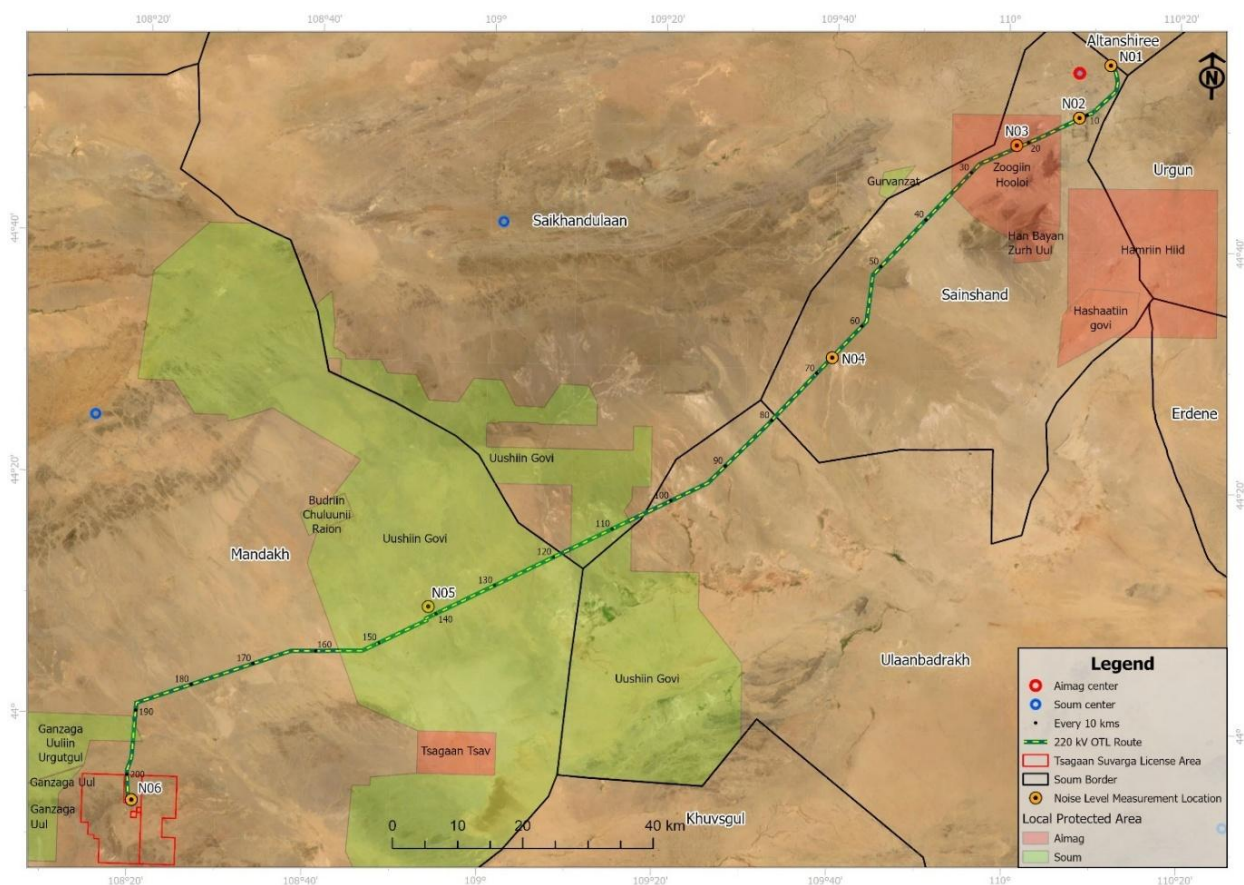 108°20'
108°40'
109°
109°20'
109°40'
110°
110°20'
Altanshiree
N01
N
N02
10
N03
20
Zoogiin
Hooloi
30
Gurvanzat
Urgun
40
44°40'
Saikhandulaan
Han Bayan
Zurh Uul
Hamriin Hiid
44°40'
50
Sainshand
Hashaatiin
govi
60
N04
70
80
Erdene
44°20'
Uushiin Govi
90
44°20'
Budriin
Chuluunii
Raion
100
110
Uushiin Govi
120
Mandakh
130
N05
140
150
160
170
Ulaanbadrakh
180
Uushiin Govi
190
44°
44°
Ganzaga
Uuliin
Urgutgul
Tsagaan Tsav
200
Ganzaga Uul
N06
Ganzaga
Uul
Khuvsgul
0
10
20
40 km
Legend
Aimag center
Soum center
Every 10 kms
220 kV OTL Route
Tsagaan Suvarga License Area
Soum Border
Noise Level Measurement Location
Local Protected Area
Aimag
Soum
108°20'
108°40'
109°
109°20'
109°40'
110°
110°20'